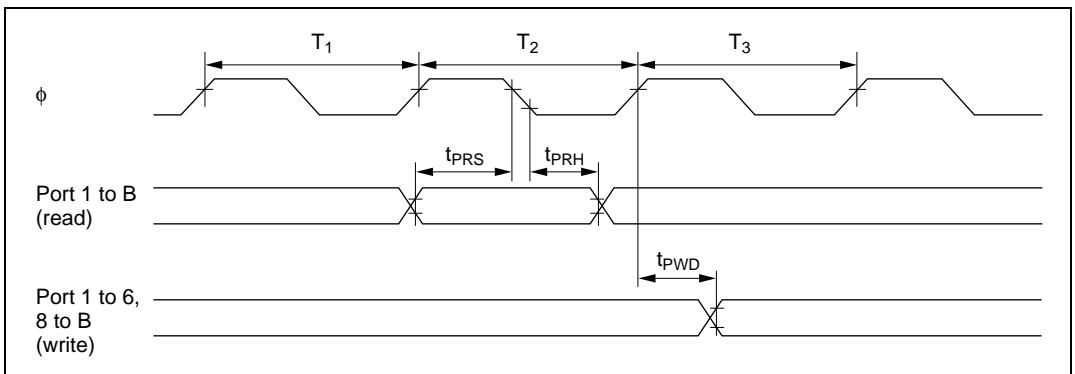 T1 T2 T3
ϕ
tPRS tPRH
Port 1 to B
(read)
tPWD
Port 1 to 6,
8 to B
(write)